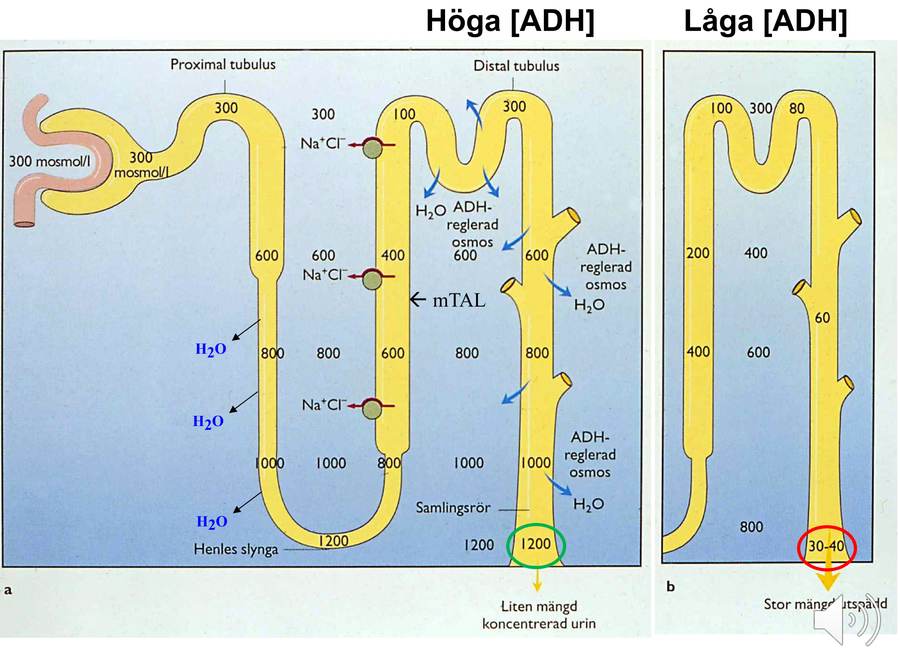 Höga [ADH]
Låga [ADH]
Proximal tubulus
Distal tubulus
300
300
100
300
Na⁺Cl⁻
300 mosmol/l
300
mosmol/l
H₂O
ADH-
reglerad
osmos
600
600
600
400
600
ADH-
reglerad
osmos
H₂O
Na⁺Cl⁻
← mTAL
H₂O
800
800
600
800
800
H₂O
Na⁺Cl⁻
1000
1000
800
1000
1000
ADH-
reglerad
osmos
H₂O
H₂O
Samlingsrör
Henles slynga
1200
1200
1200
a
Liten mängd
koncentrerad urin
100
300
80
200
400
60
400
600
800
30-40
b
Stor mängd utspädd